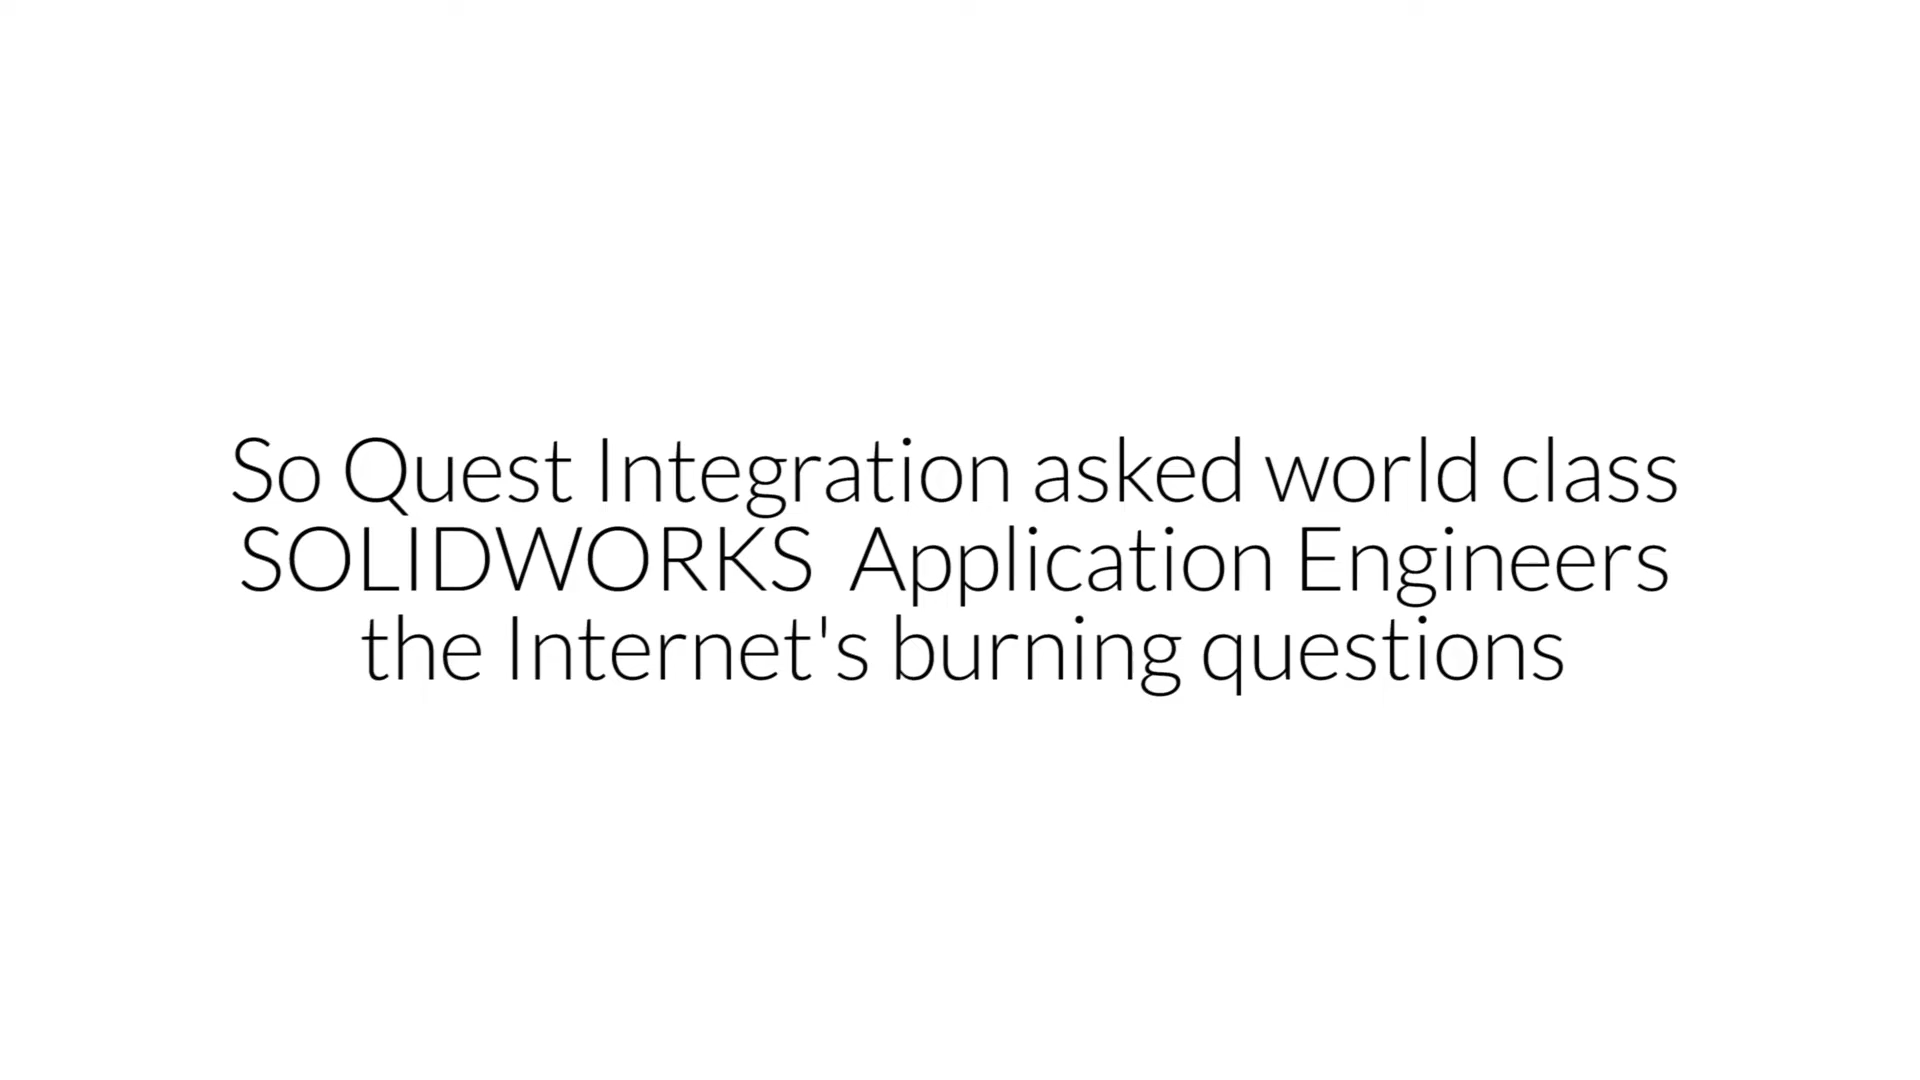 So Quest Integration asked world class
SOLIDWORKS  Application Engineers
the Internet's burning questions